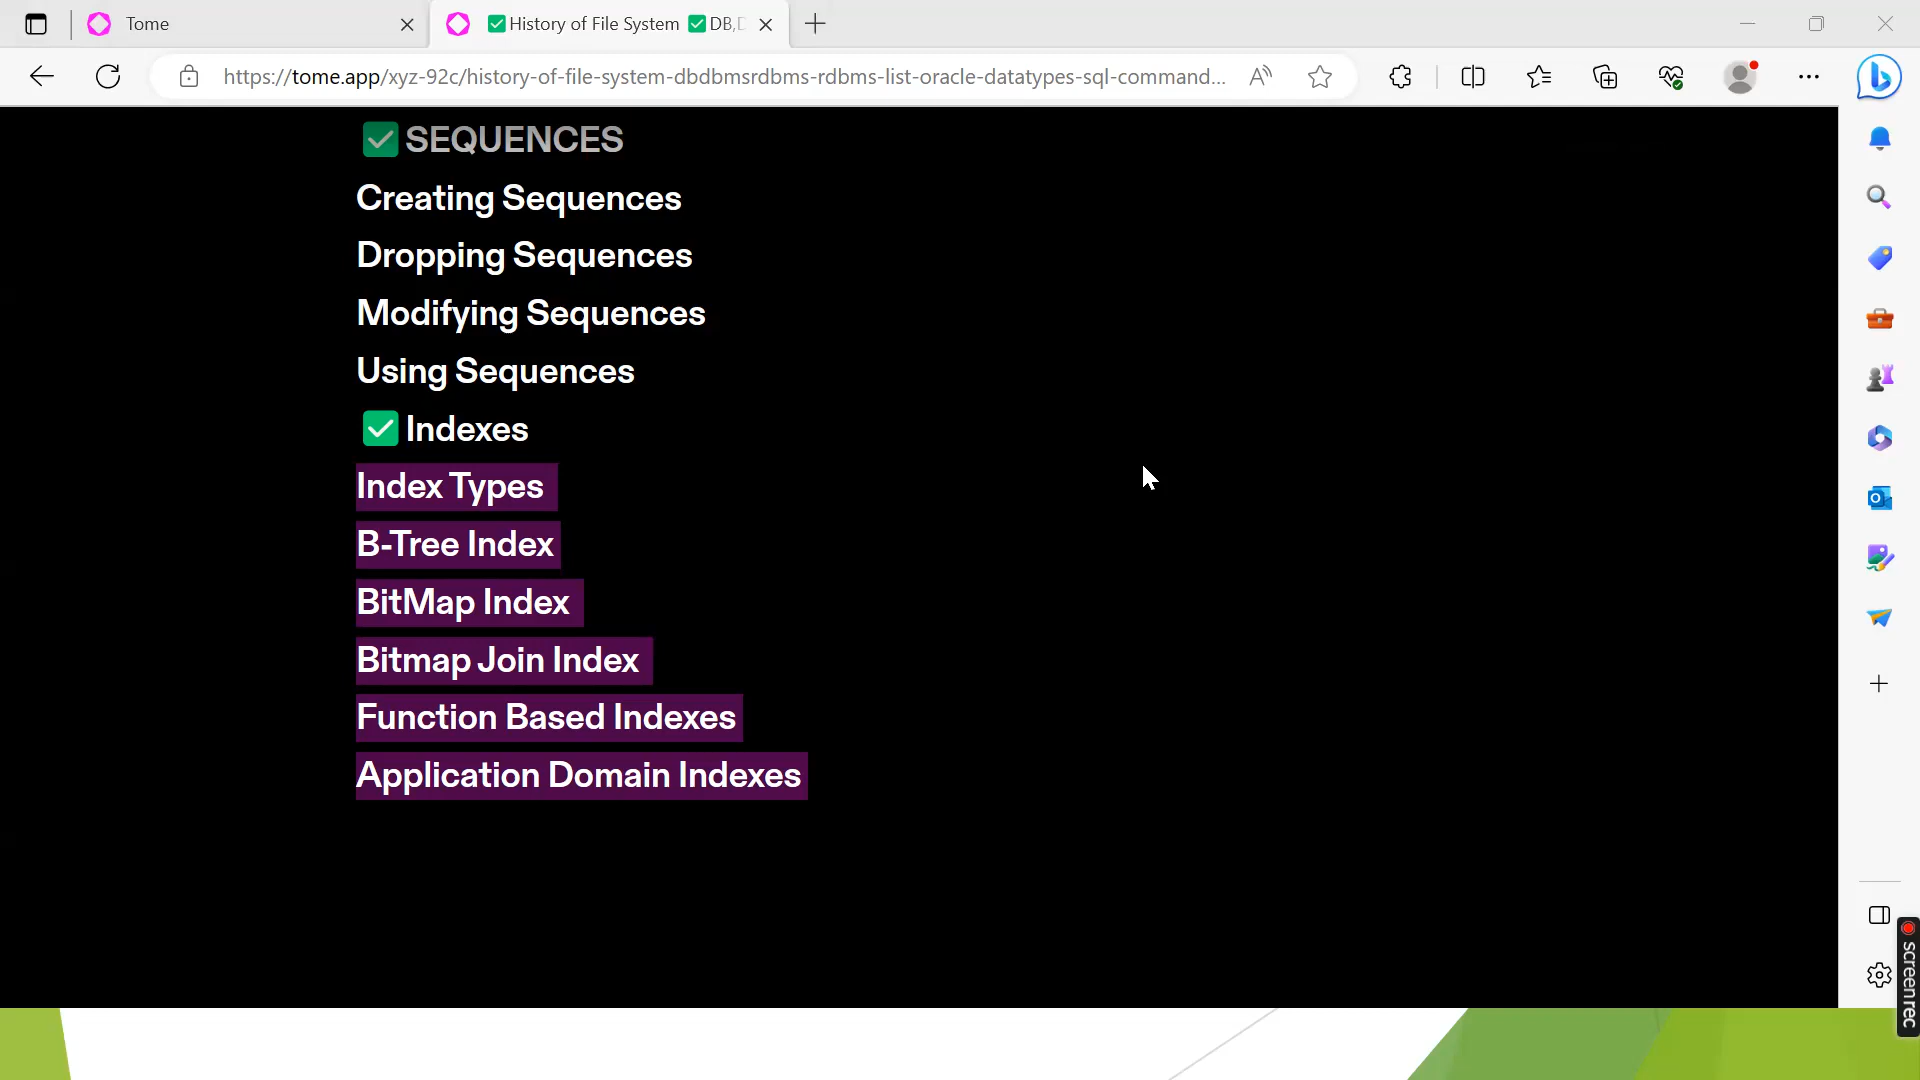 Tome
✅History of File System ✅DB,D
https://tome.app/xyz-92c/history-of-file-system-dbdbmsrdbms-rdbms-list-oracle-datatypes-sql-command...
✅SEQUENCES
Creating Sequences
Dropping Sequences
Modifying Sequences
Using Sequences
✅Indexes
Index Types
B-Tree Index
BitMap Index
Bitmap Join Index
Function Based Indexes
Application Domain Indexes
screenrec